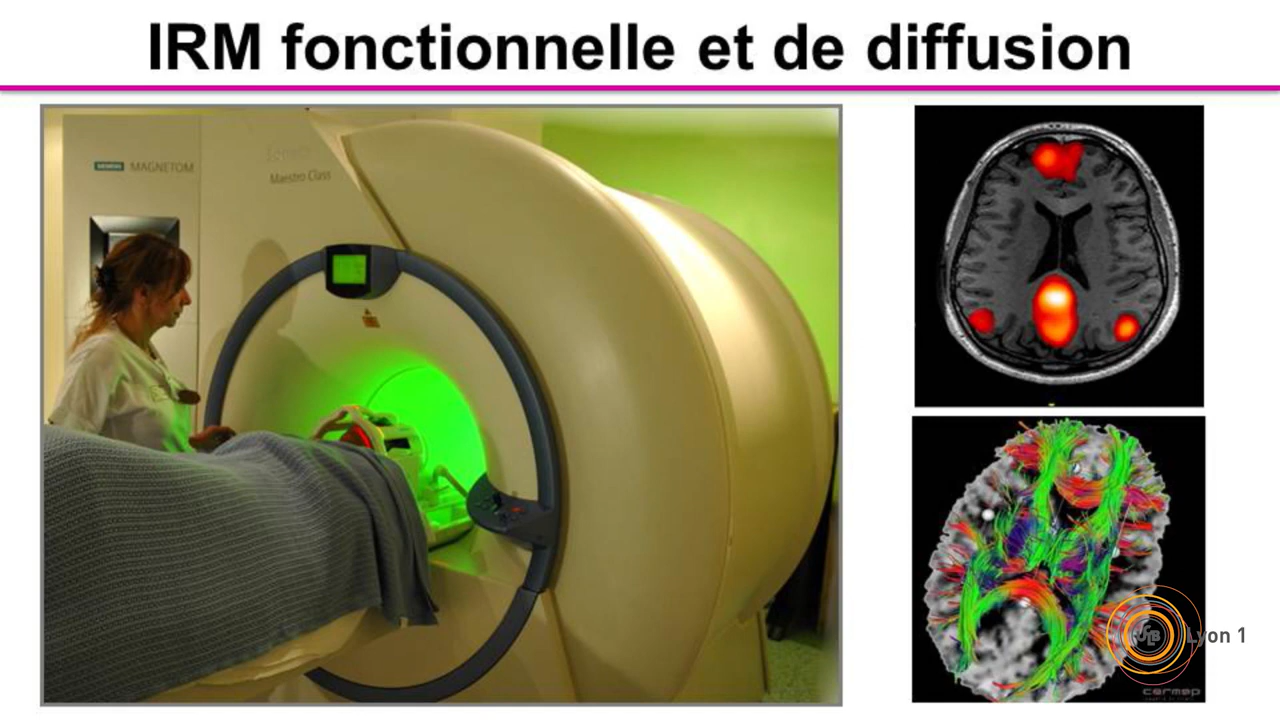 IRM fonctionnelle et de diffusion
SIEMENS MAGNETOM
Maestro Class
Lyon 1
cermep